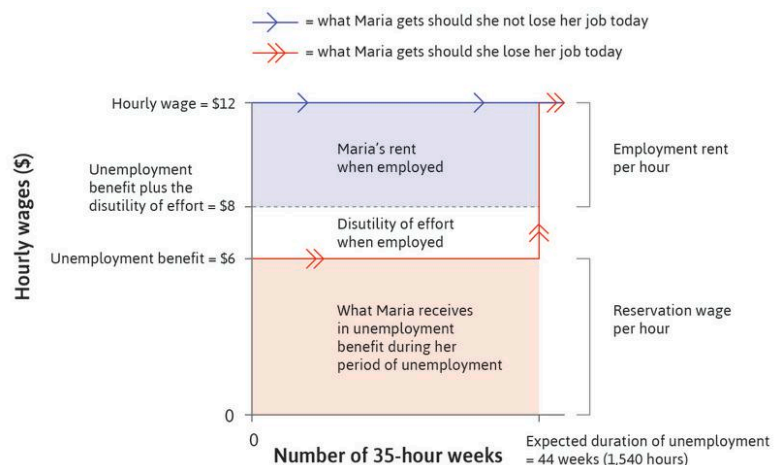 = what Maria gets should she not lose her job today
= what Maria gets should she lose her job today
Hourly wages ($)
Hourly wage = $12
Unemployment
benefit plus the
disutility of effort = $8
Unemployment benefit = $6
0
Maria's rent
when employed
Disutility of effort
when employed
What Maria receives
in unemployment
benefit during her
period of unemployment
Employment rent
per hour
Reservation wage
per hour
0
Number of 35-hour weeks
Expected duration of unemployment
= 44 weeks (1,540 hours)